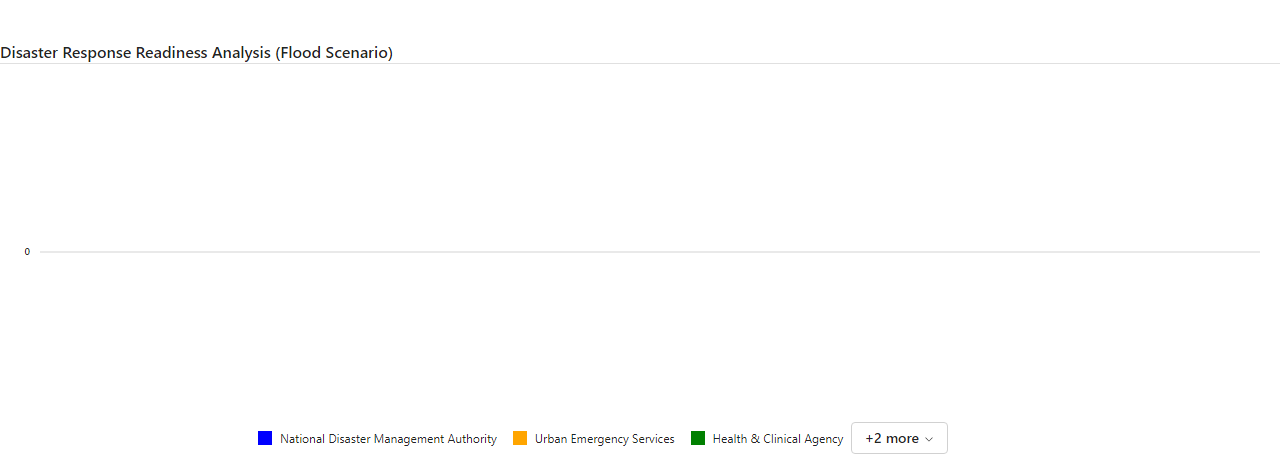 Disaster Response Readiness Analysis (Flood Scenario)
0
National Disaster Management Authority Urban Emergency Services Health & Clinical Agency +2 more